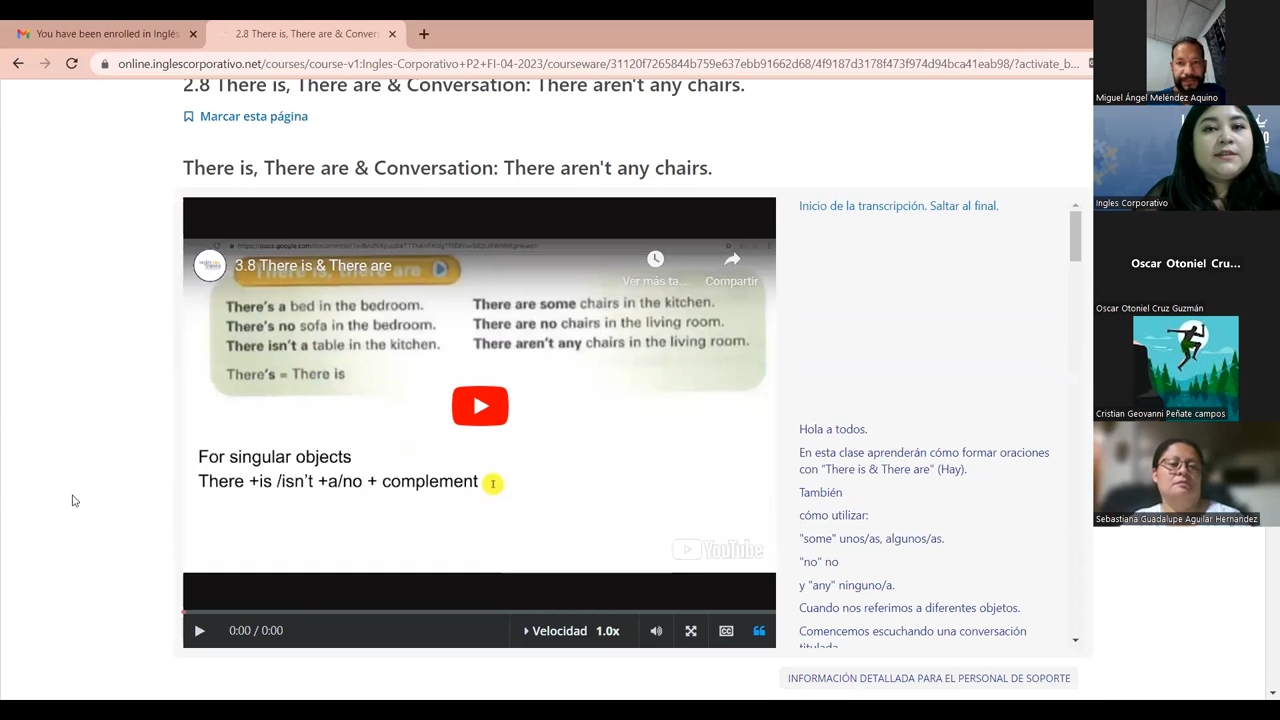 You have been enrolled in Inglés
2.8 There is, There are & Convers
online.inglescorporativo.net/courses/course-v1:Ingles-Corporativo+P2+FI-04-2023/courseware/31120f7265844b759e637ebb91662d68/4f9187d3178f473f974d94bca41eab98/?activate_b...
2.8 There is, There are & Conversation: There aren't any chairs.
Marcar esta página
There is, There are & Conversation: There aren't any chairs.
3.8 There is & There are
Ver más ta...
Compartir
There's a bed in the bedroom.
There's no sofa in the bedroom.
There isn't a table in the kitchen.
There's = There is
There are some chairs in the kitchen.
There are no chairs in the living room.
There aren't any chairs in the living room.
For singular objects
There +is /isn't +a/no + complement
YouTube
0:00 / 0:00
Velocidad 1.0x
Inicio de la transcripción. Saltar al final.
Hola a todos.
En esta clase aprenderán cómo formar oraciones
con "There is & There are" (Hay).
También
cómo utilizar:
"some" unos/as, algunos/as.
"no" no
y "any" ninguno/a.
Cuando nos referimos a diferentes objetos.
Comencemos escuchando una conversación
titulada
INFORMACIÓN DETALLADA PARA EL PERSONAL DE SOPORTE
Miguel Ángel Meléndez Aquino
Ingles Corporativo
Oscar Otoniel Cru...
Oscar Otoniel Cruz Guzmán
Cristian Geovanni Peñate campos
Sebastiana Guadalupe Aguilar Hernandez